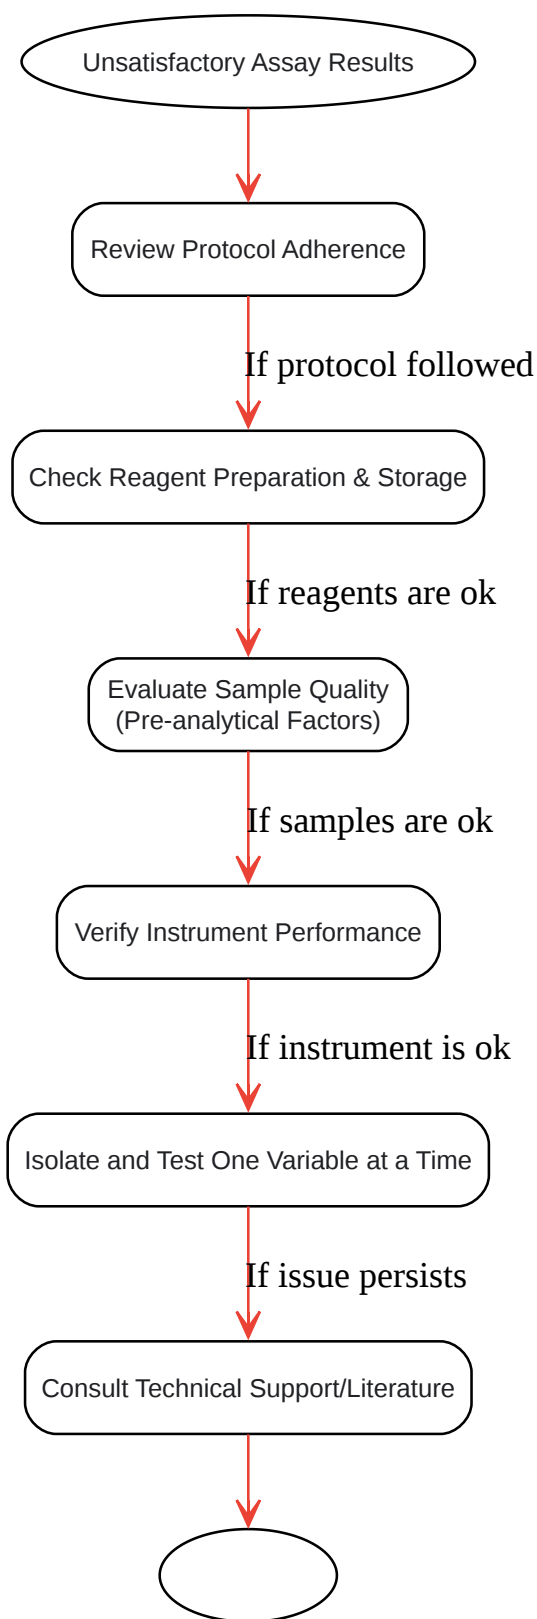 Unsatisfactory Assay Results
Review Protocol Adherence
If protocol followed
Check Reagent Preparation & Storage
If reagents are ok
Evaluate Sample Quality
(Pre-analytical Factors)
If samples are ok
Verify Instrument Performance
If instrument is ok
Isolate and Test One Variable at a Time
If issue persists
Consult Technical Support/Literature